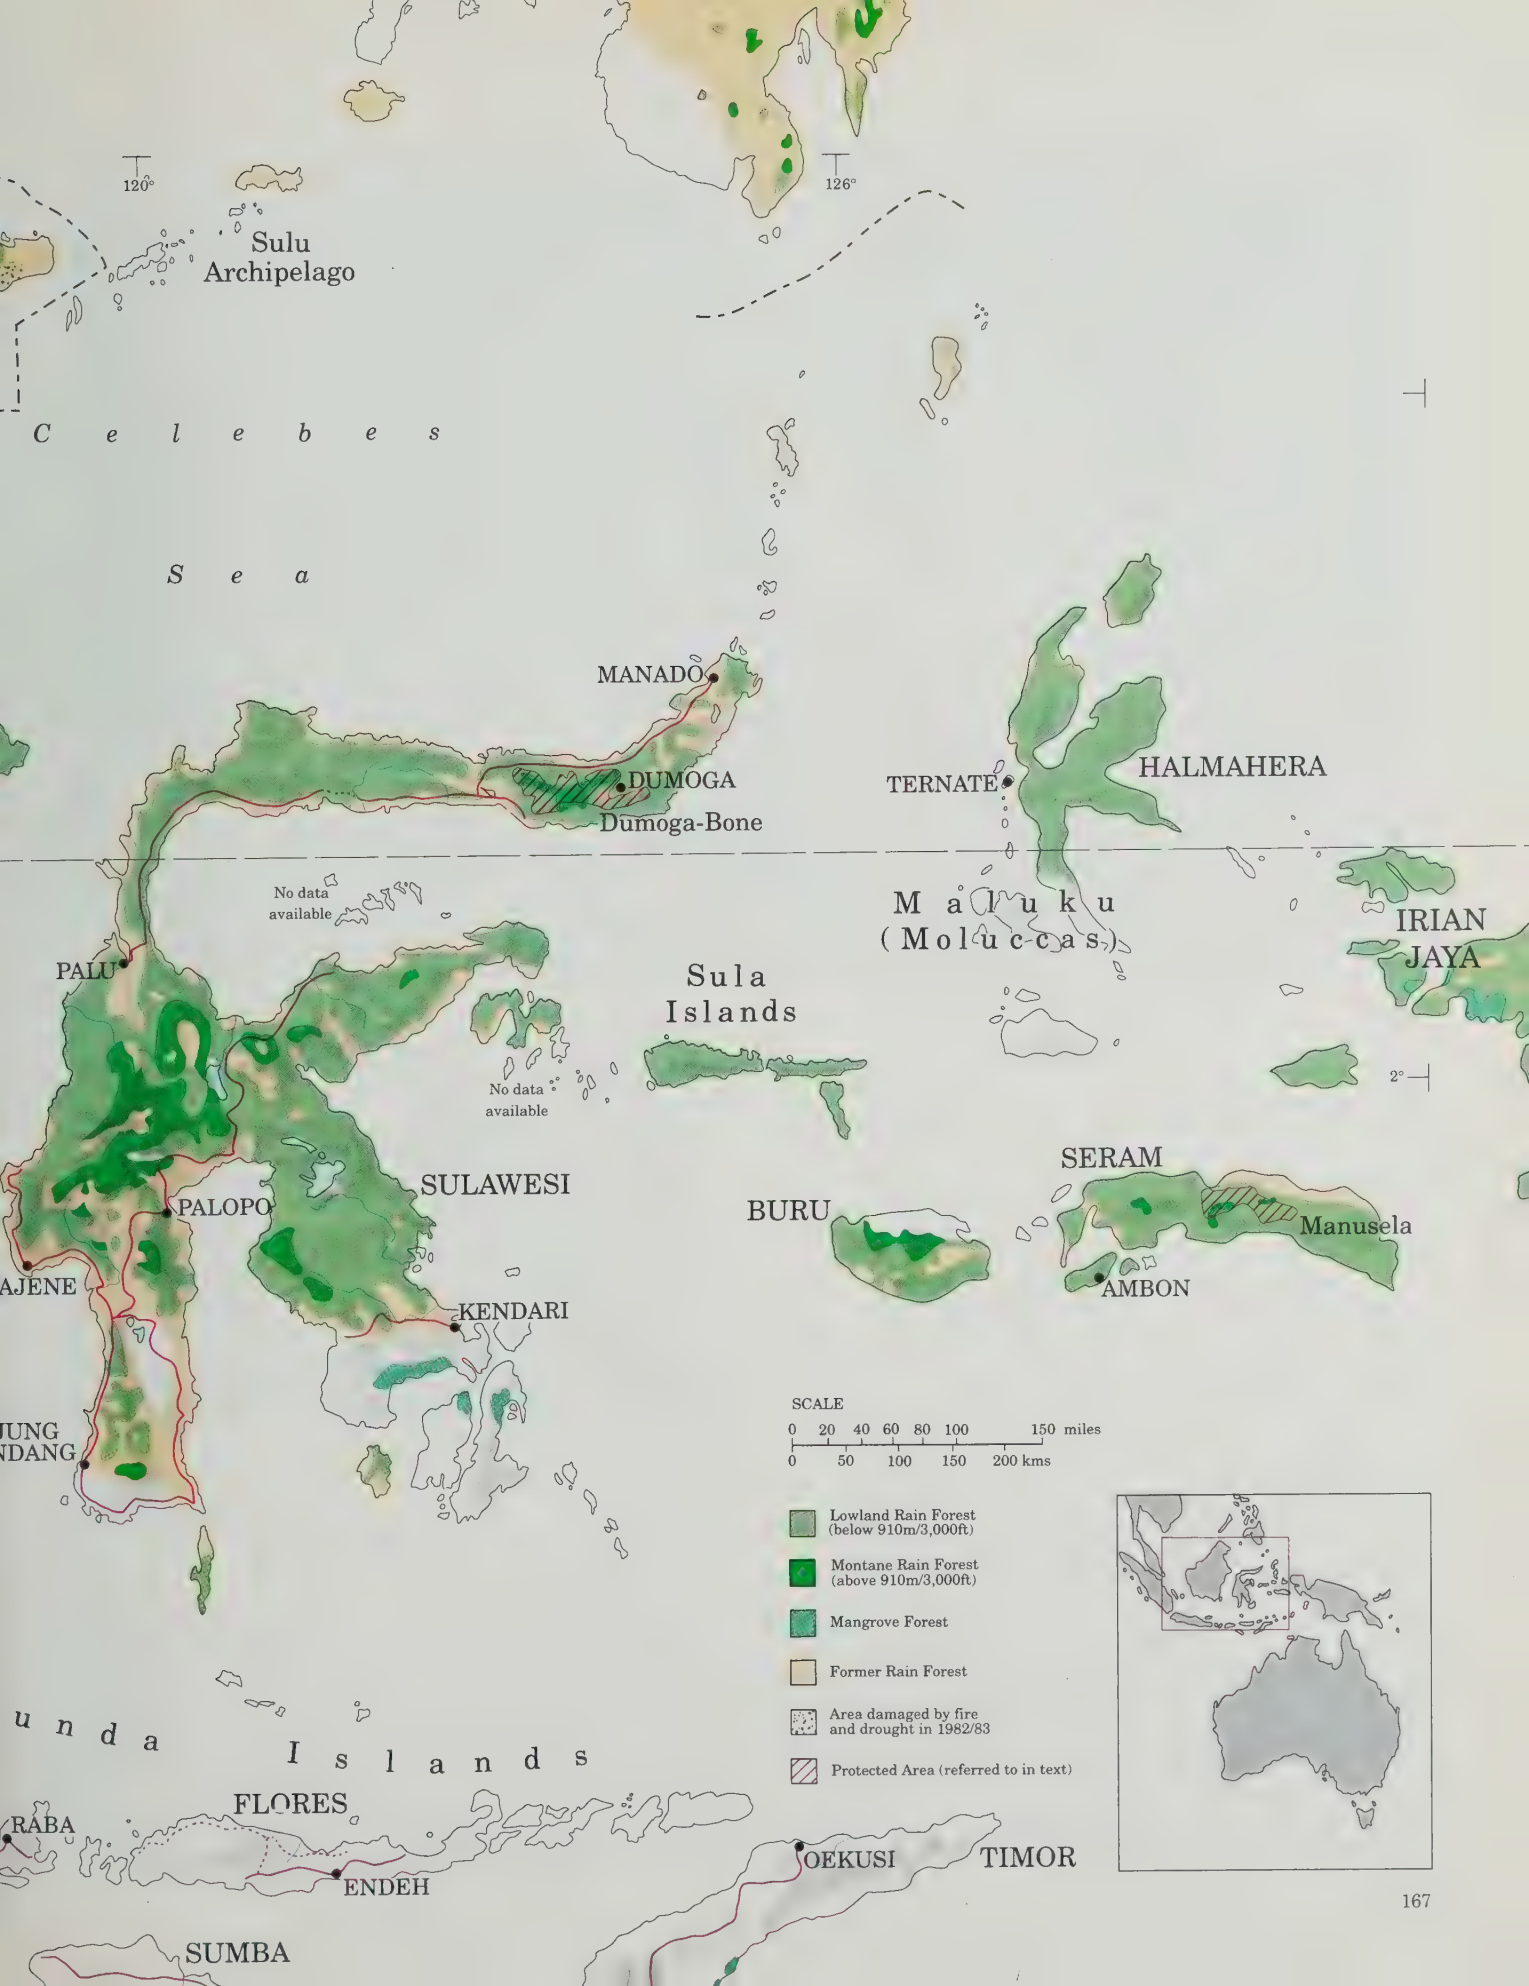 120°
126°
Sulu
Archipelago
C e l e b e s
S e a
MANADO
DUMOGA
Dumoga-Bone
TERNATE
HALMAHERA
No data
available
M a l u k u
(Moluccas)
IRIAN
JAYA
PALU
Sula
Islands
No data
available
2°
SULAWESI
SERAM
PALOPO
BURU
Manusela
AJENE
AMBON
KENDARI
JUNG
NDANG
SCALE
0 20 40 60 80 100 150 miles
0 50 100 150 200 kms
Lowland Rain Forest
(below 910m/3,000ft)
Montane Rain Forest
(above 910m/3,000ft)
Mangrove Forest
Former Rain Forest
Area damaged by fire
and drought in 1982/83
Protected Area (referred to in text)
u n d a I s l a n d s
FLORES
RABA
OEKUSI
TIMOR
ENDEH
167
SUMBA